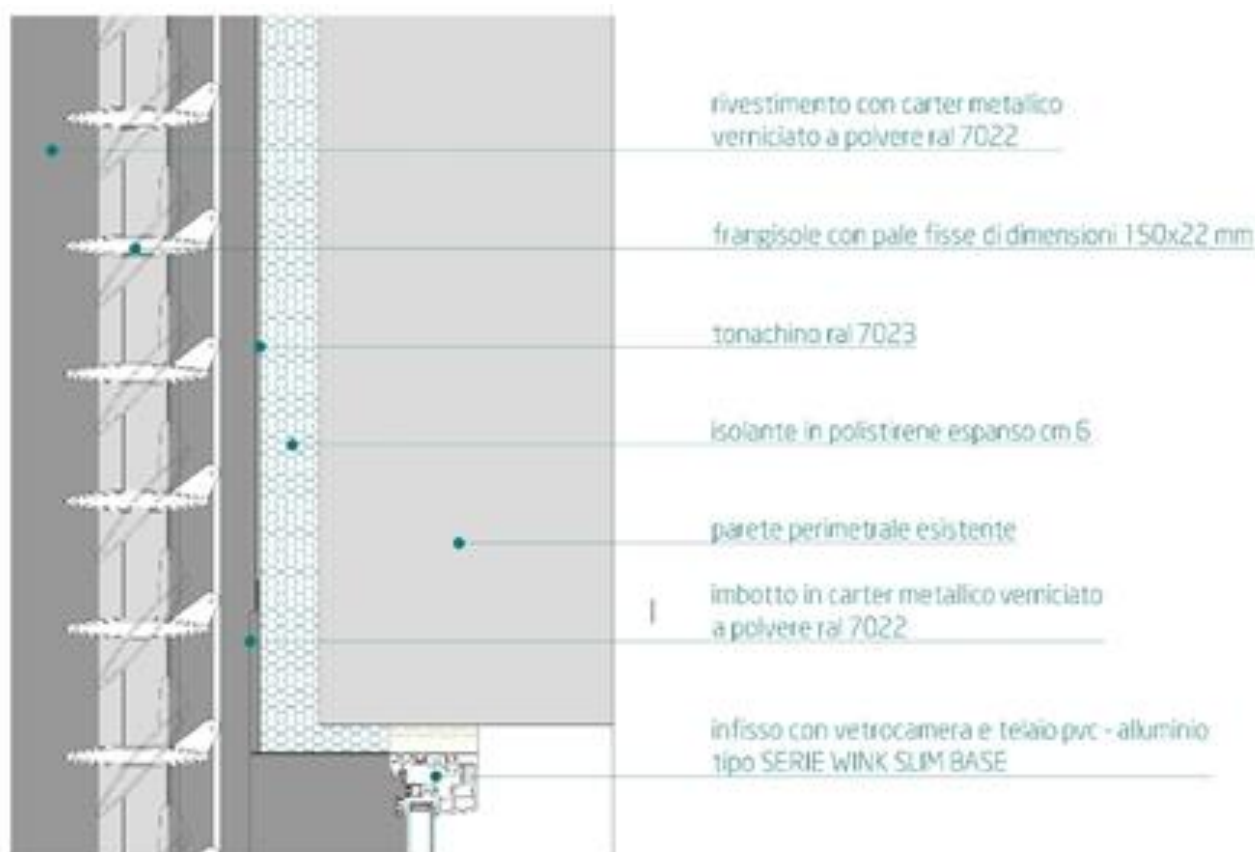 rivestimento con carter metallico
verniciato a polvere ral 7022
frangisole con pale fisse di dimensioni 150x22 mm
tonachino ral 7023
isolante in polistirene espanso cm 6
parete perimetrale esistente
imbotto in carter metallico verniciato
a polvere ral 7022
infisso con vetrocamera e telaio pvc - alluminio
tipo SERIE WINK SLIM BASE